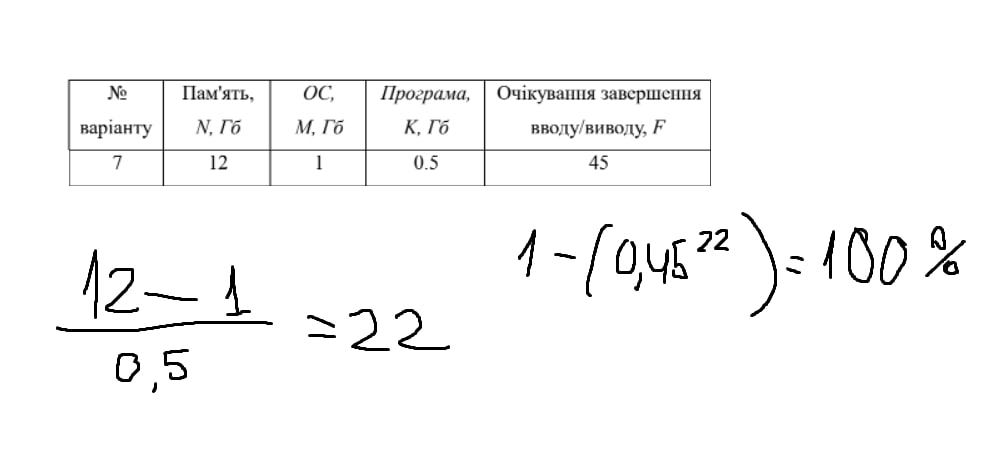 № варіанту Пам'ять, N, Гб ОС, М, Гб Програма, К, Гб Очікування завершення вводу/виводу, F
7 12 1 0.5 45
12 - 1 / 0,5 = 22
1 - (0,45^22) = 100 %